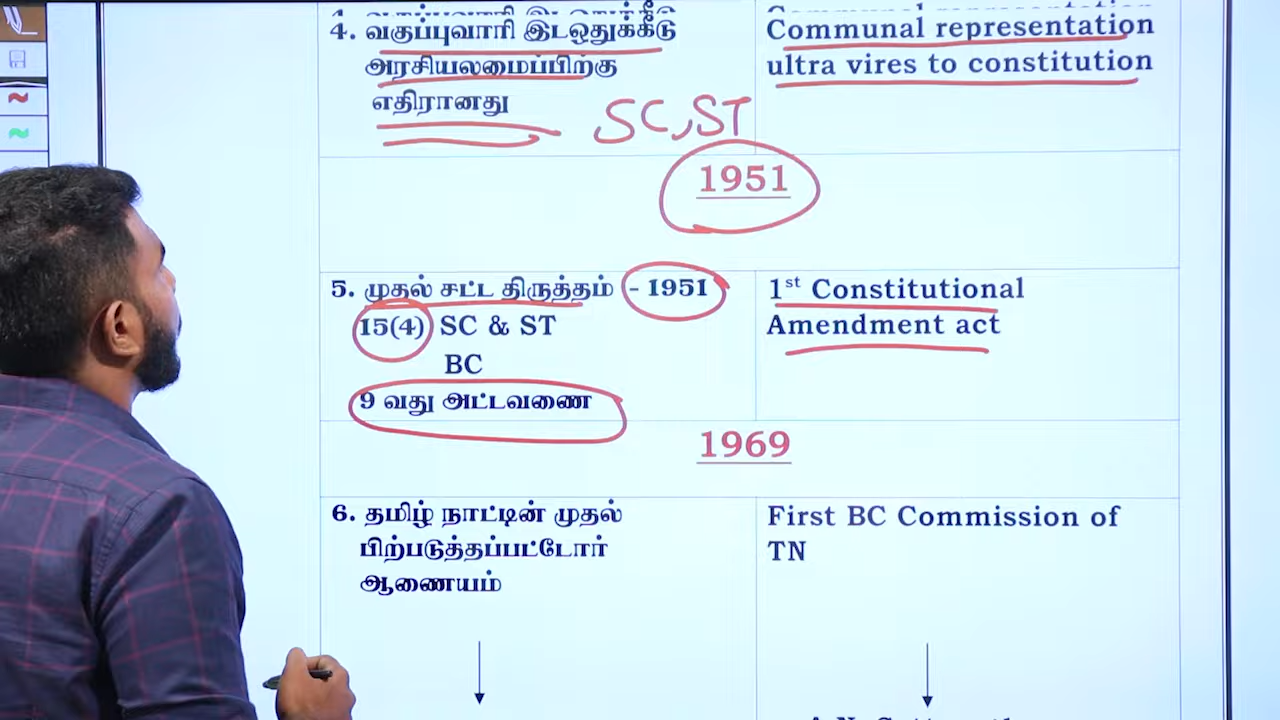 4. வகுப்புவாரி இடஒதுக்கீடு
அரசியலமைப்பிற்கு
எதிரானது
Communal representation
ultra vires to constitution
SC, ST
1951
5. முதல் சட்ட திருத்தம் - 1951
15(4) SC & ST
BC
9 வது அட்டவணை
1st Constitutional
Amendment act
1969
6. தமிழ் நாட்டின் முதல்
பிற்படுத்தப்பட்டோர்
ஆணையம்
First BC Commission of
TN